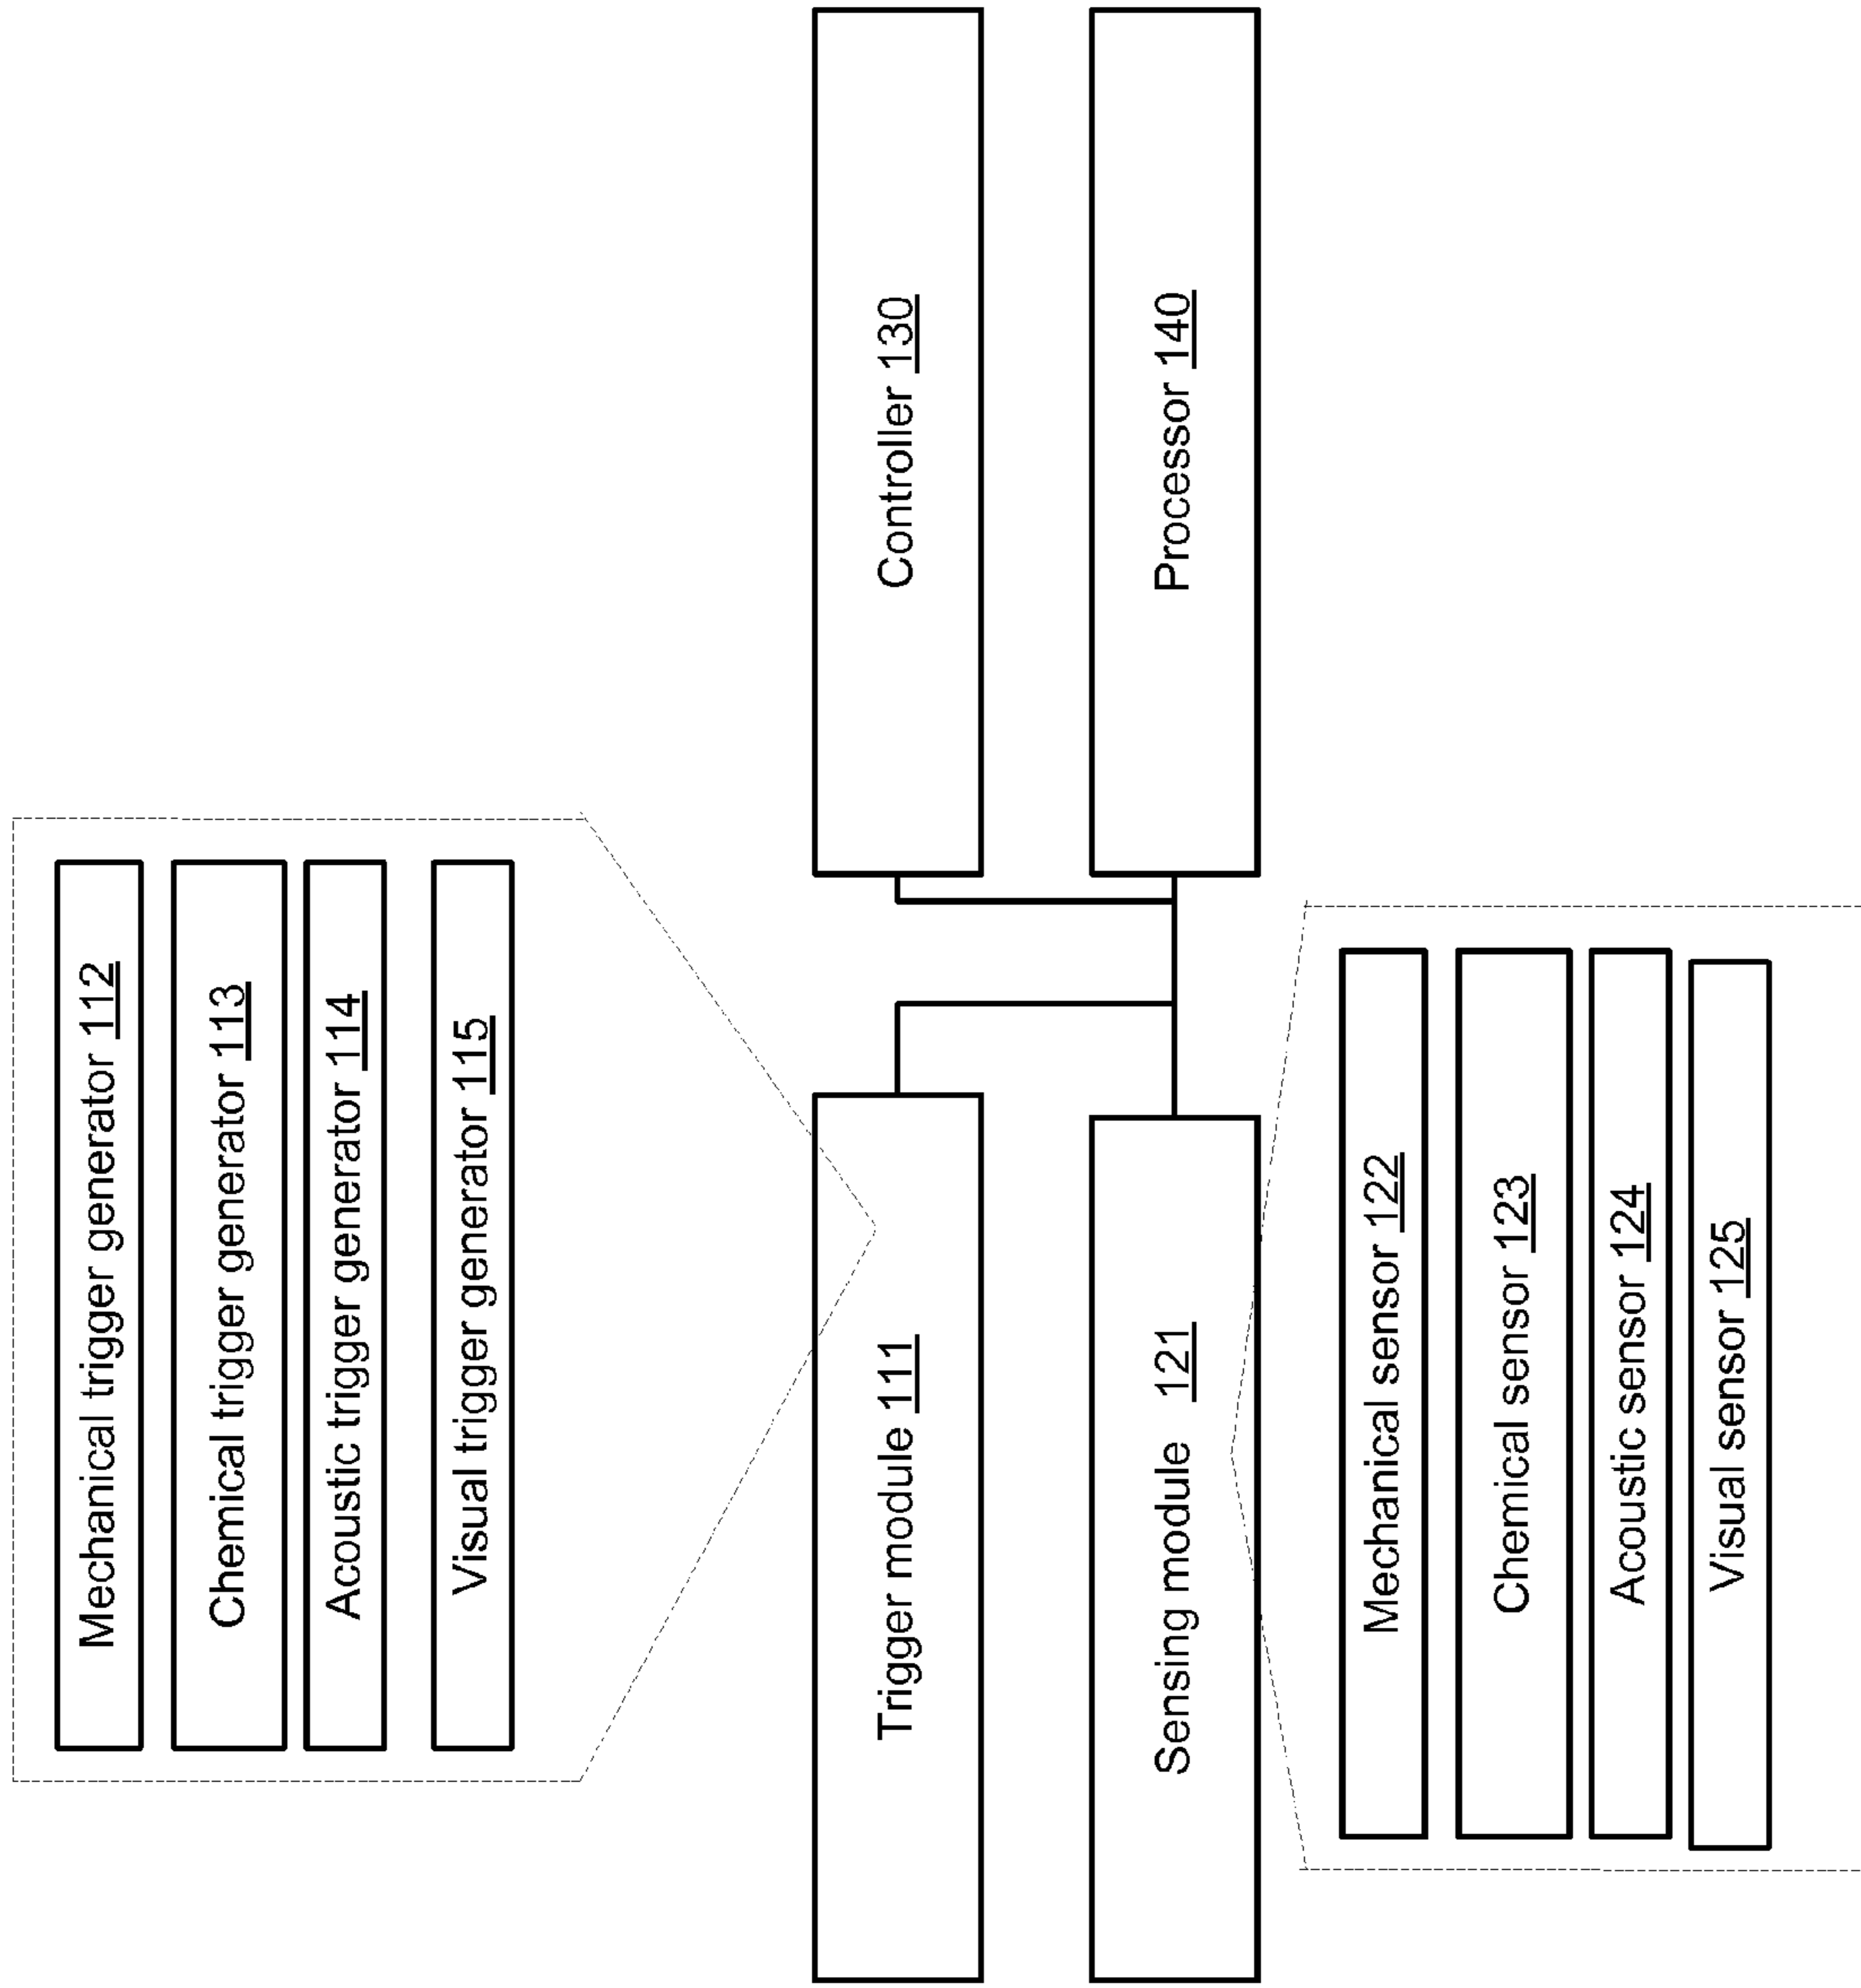 Mechanical trigger generator 112
Chemical trigger generator 113
Acoustic trigger generator 114
Visual trigger generator 115
Trigger module 111
Controller 130
Sensing module 121
Processor 140
Mechanical sensor 122
Chemical sensor 123
Acoustic sensor 124
Visual sensor 125